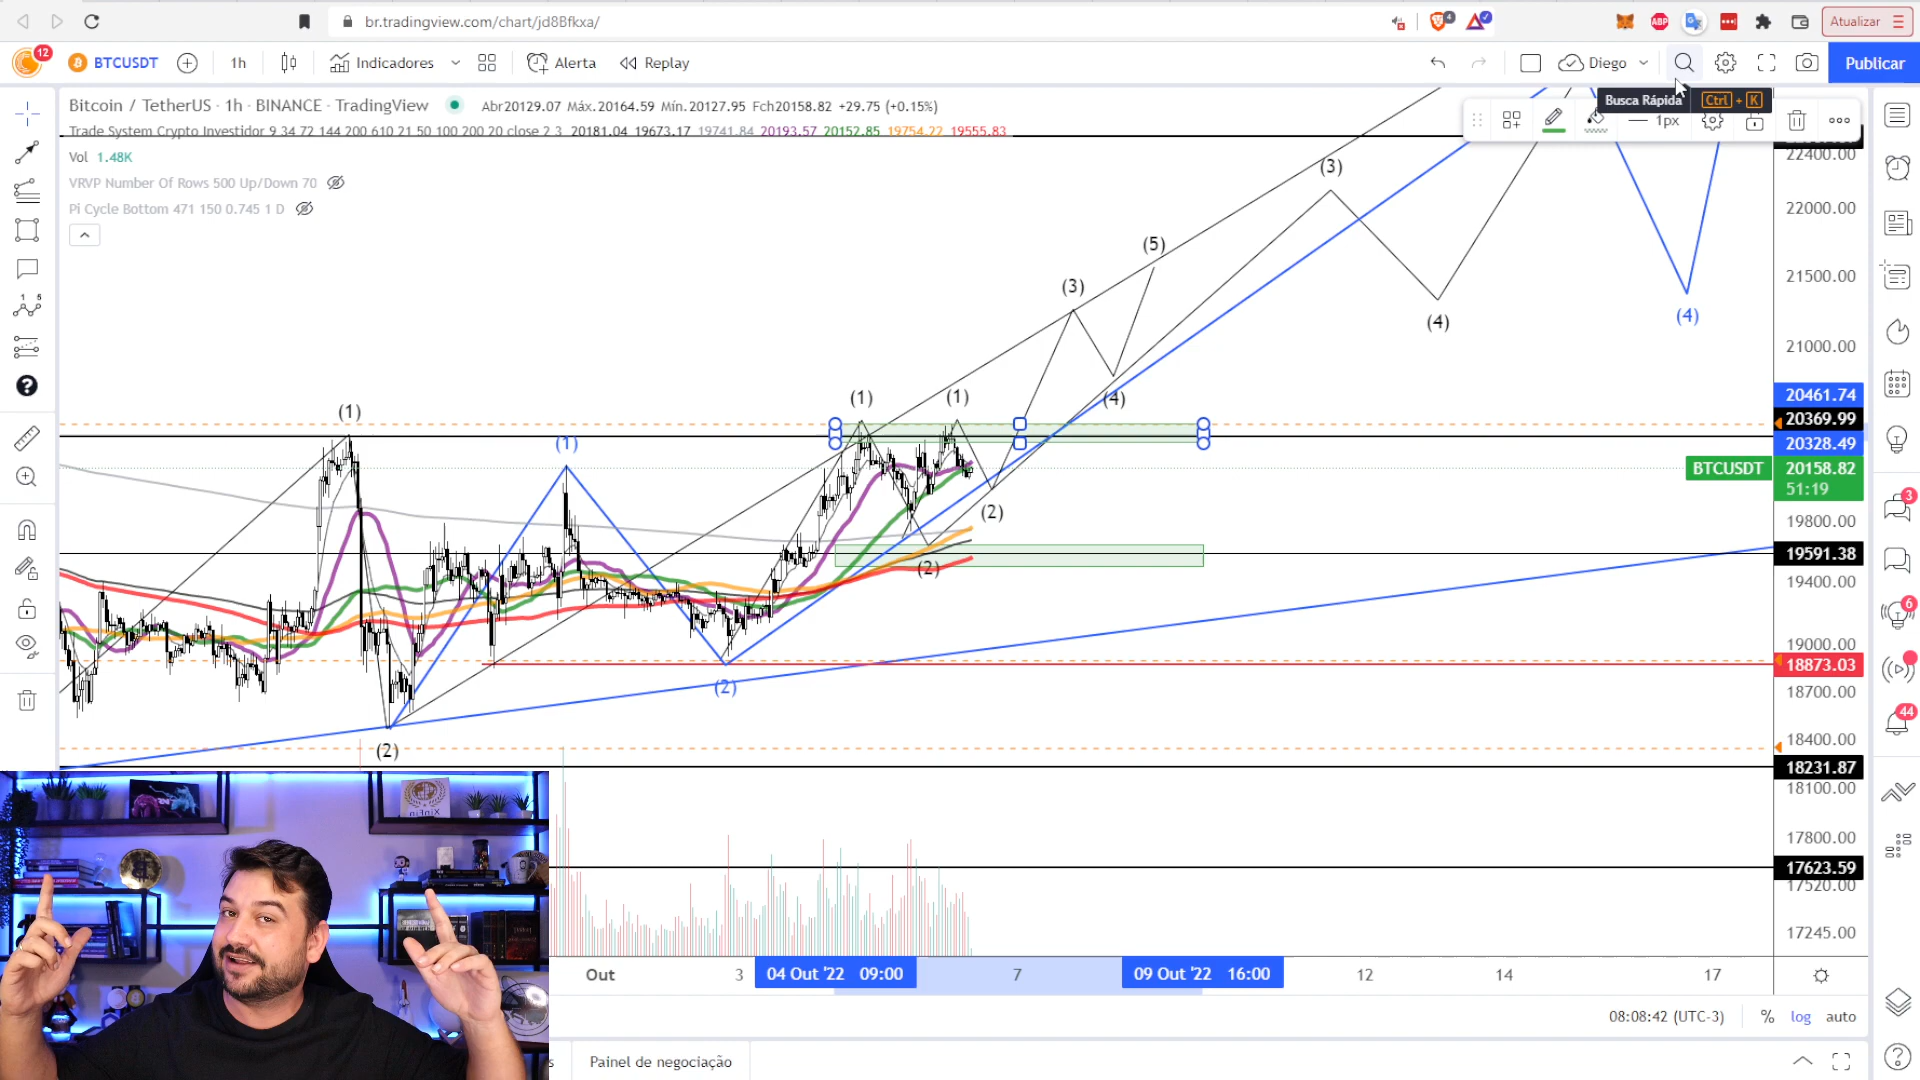 br.tradingview.com/chart/jd8Bfkxa/
4
ABP
Atualizar
12
BTCUSDT
1h
Indicadores
Alerta
Replay
Diego
Publicar
Busca Rápida
Ctrl + K
Bitcoin / TetherUS · 1h · BINANCE · TradingView
Abr20129.07 Máx.20164.59 Mín.20127.95 Fch20158.82 +29.75 (+0.15%)
Trade System Crypto Investidor 9 34 72 144 200 610 21 50 100 200 20 close 2 3 20181.04 19673.17 19741.84 20193.57 20152.85 19754.22 19555.83
1px
Vol 1.48K
VRVP Number Of Rows 500 Up/Down 70
Pi Cycle Bottom 471 150 0.745 1 D
22400.00
(3)
22000.00
(5)
21500.00
(3)
(4)
(4)
21000.00
20461.74
(1)
(1)
(4)
(1)
20369.99
(1)
20328.49
BTCUSDT
20158.82
51:19
(2)
19800.00
19591.38
(2)
19400.00
19000.00
18873.03
(2)
18700.00
18400.00
(2)
18231.87
18100.00
17800.00
17623.59
17520.00
17245.00
3
6
44
Out
3
04 Out '22 09:00
7
09 Out '22 16:00
12
14
17
08:08:42 (UTC-3)
%
log
auto
s
Painel de negociação